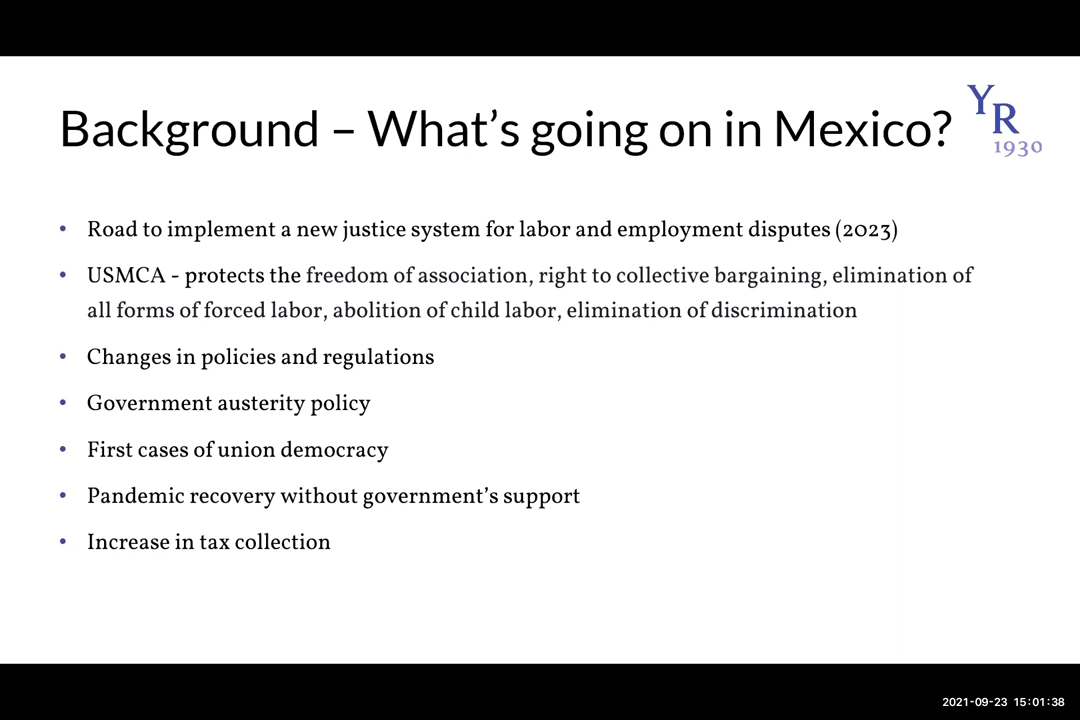 Background – What’s going on in Mexico?
YR
1930
• Road to implement a new justice system for labor and employment disputes (2023)
• USMCA - protects the freedom of association, right to collective bargaining, elimination of
all forms of forced labor, abolition of child labor, elimination of discrimination
• Changes in policies and regulations
• Government austerity policy
• First cases of union democracy
• Pandemic recovery without government’s support
• Increase in tax collection
2021-09-23 15:01:38